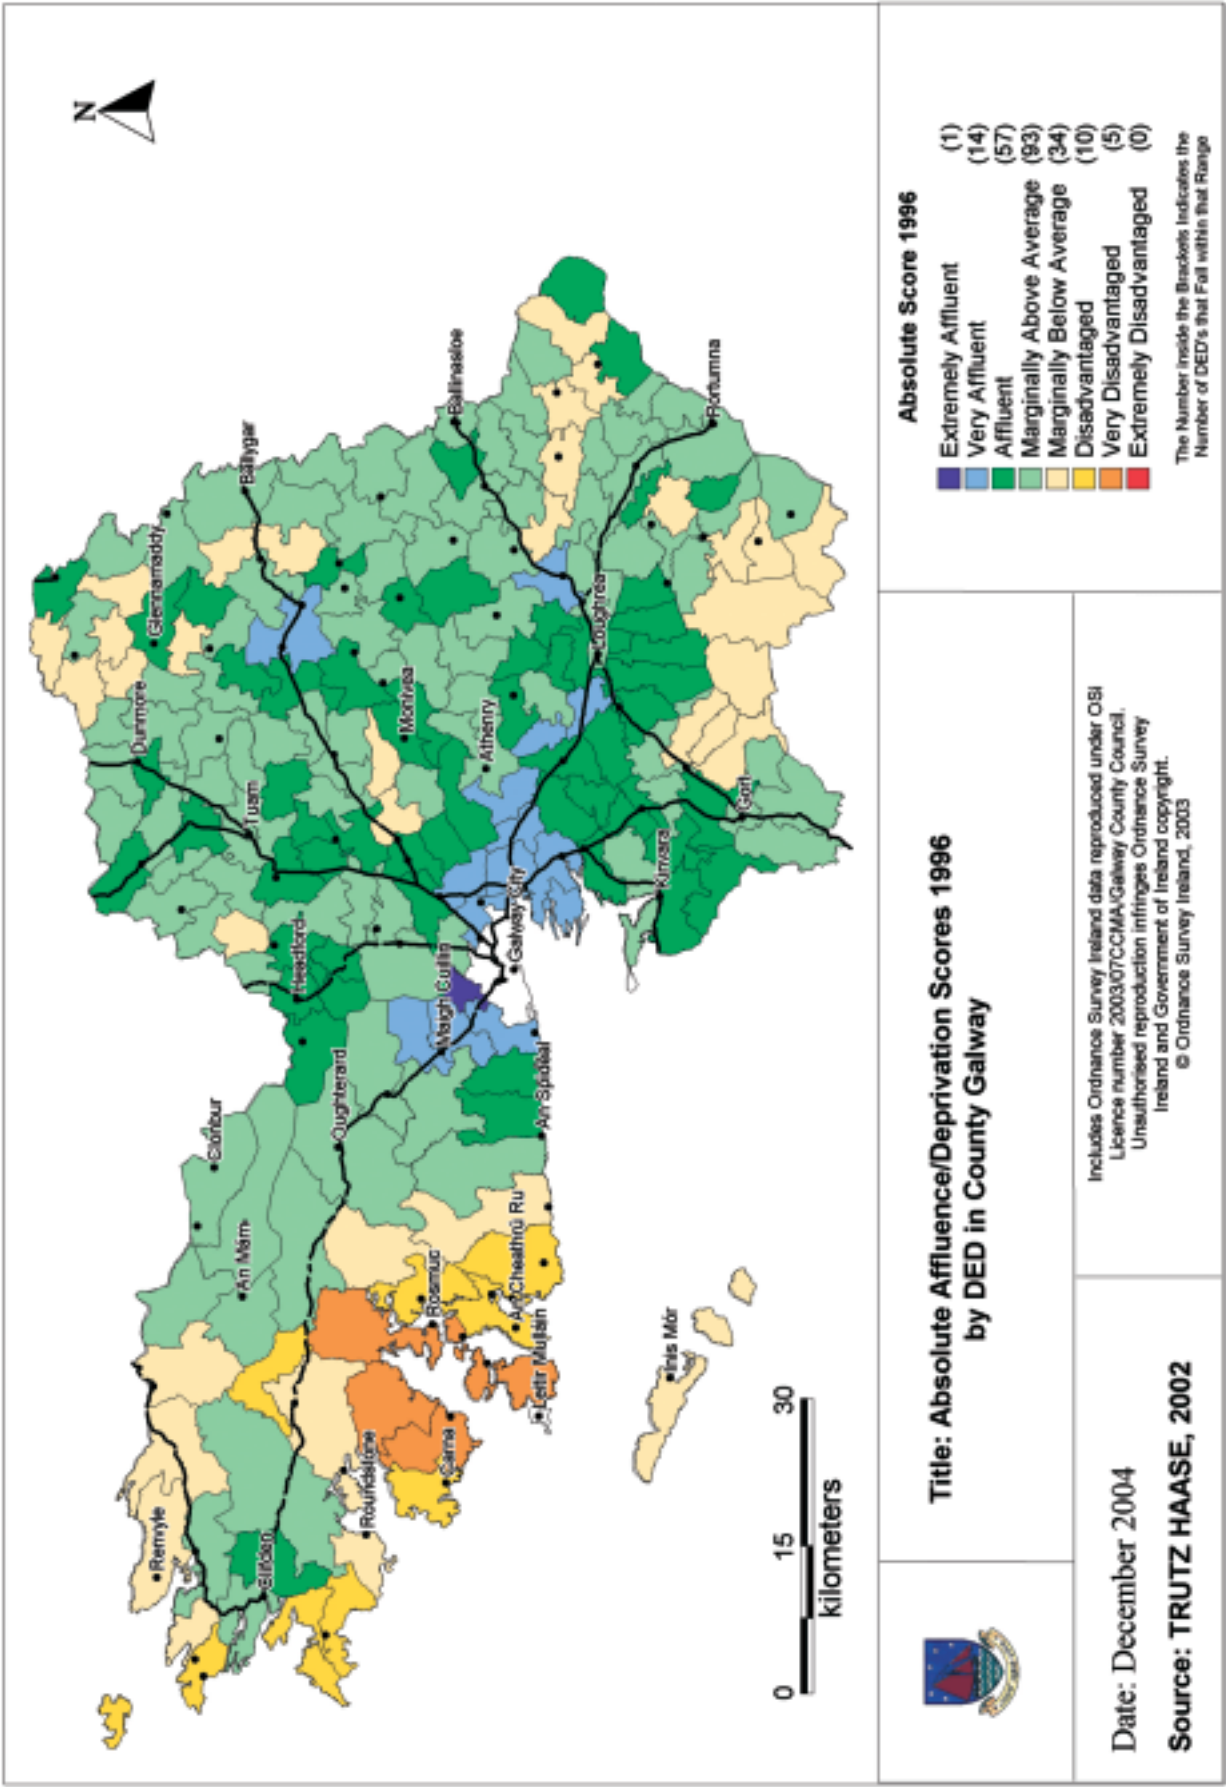 N
Glennamaddy
Ballygar
Dunmore
Tuam
Ballinasloe
Headford
Monivea
Clonbur
Athenry
Portumna
An Mám
Oughterard
Loughrea
Maigh Cuilin
Galway City
Renvyle
Gort
Kinvara
An Spidéal
Clifden
Rosmuc
An Cheathrú Ru
Roundstone
Carna
Leitir Mulláin
Inis Mór
0 15 30
kilometers
Absolute Score 1996
Extremely Affluent (1)
Very Affluent (14)
Affluent (57)
Marginally Above Average (93)
Marginally Below Average (34)
Disadvantaged (10)
Very Disadvantaged (5)
Extremely Disadvantaged (0)
The Number inside the Brackets Indicates the
Number of DED's that Fall within that Range
Title: Absolute Affluence/Deprivation Scores 1996
by DED in County Galway
Date: December 2004
Source: TRUTZ HAASE, 2002
Includes Ordnance Survey Ireland data reproduced under OSi
Licence number 2003/07CCMA/Galway County Council.
Unauthorised reproduction infringes Ordnance Survey
Ireland and Government of Ireland copyright.
© Ordnance Survey Ireland, 2003